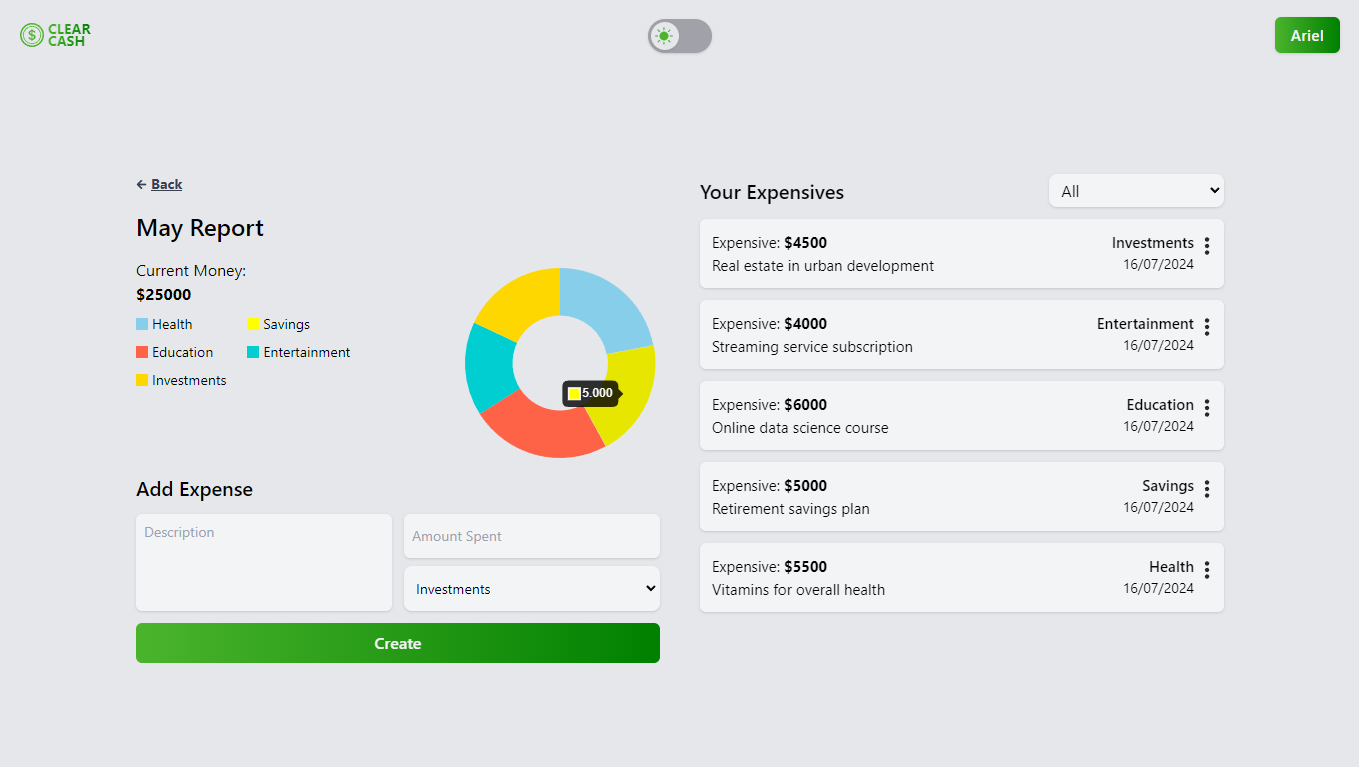 CLEAR
CASH
Ariel
← Back
May Report
Current Money:
$25000
Health
Savings
Education
Entertainment
Investments
5.000
Add Expense
Description
Amount Spent
Investments
Create
Your Expensives
All
Expensive: $4500
Investments
Real estate in urban development
16/07/2024
Expensive: $4000
Entertainment
Streaming service subscription
16/07/2024
Expensive: $6000
Education
Online data science course
16/07/2024
Expensive: $5000
Savings
Retirement savings plan
16/07/2024
Expensive: $5500
Health
Vitamins for overall health
16/07/2024